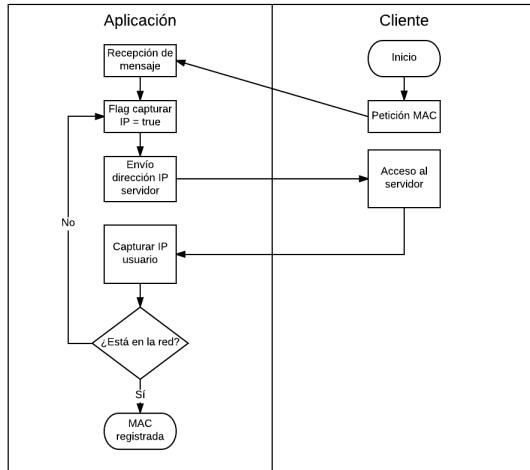 Aplicación
Cliente
Recepción de
mensaje
Inicio
Flag capturar
IP = true
Petición MAC
Envío
dirección IP
servidor
Acceso al
servidor
No
Capturar IP
usuario
¿Está en la red?
Sí
MAC
registrada